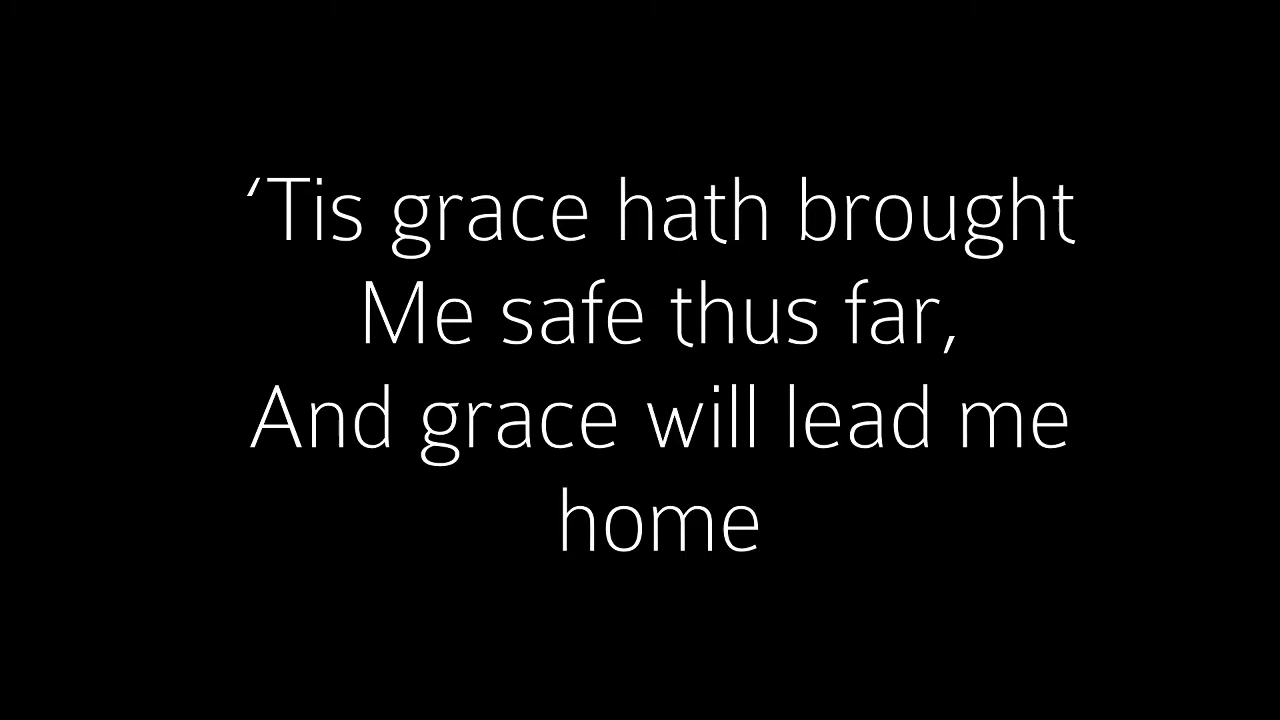 ‘Tis grace hath brought
Me safe thus far,
And grace will lead me
home